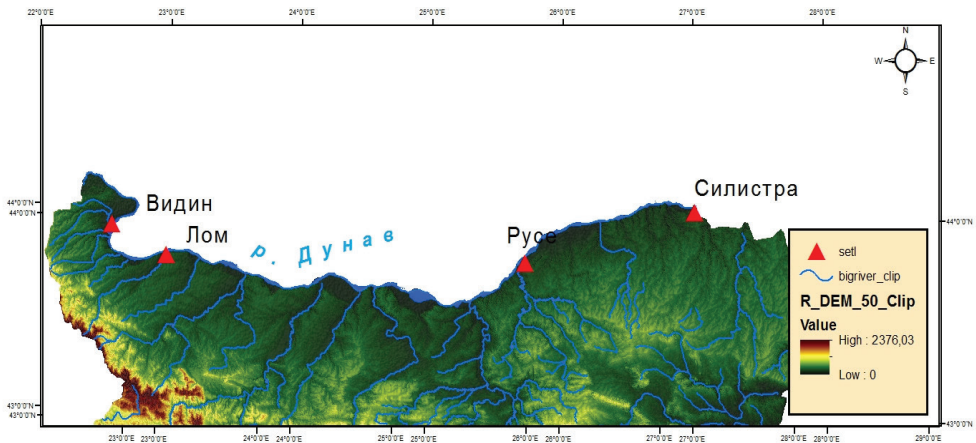 22°0'0"E 23°0'0"E 24°0'0"E 25°0'0"E 26°0'0"E 27°0'0"E 28°0'0"E
N
W E
S
Силистра
44°0'0"N
44°0'0"N
Видин
44°0'0"N
Лом
р. Дунав
Русе
setl
bigriver_clip
R_DEM_50_Clip
Value
High : 2376,03
Low : 0
43°0'0"N
43°0'0"N
43°0'0"N
23°0'0"E 23°0'0"E 24°0'0"E 24°0'0"E 25°0'0"E 25°0'0"E 26°0'0"E 26°0'0"E 27°0'0"E 27°0'0"E 28°0'0"E 28°0'0"E 29°0'0"E